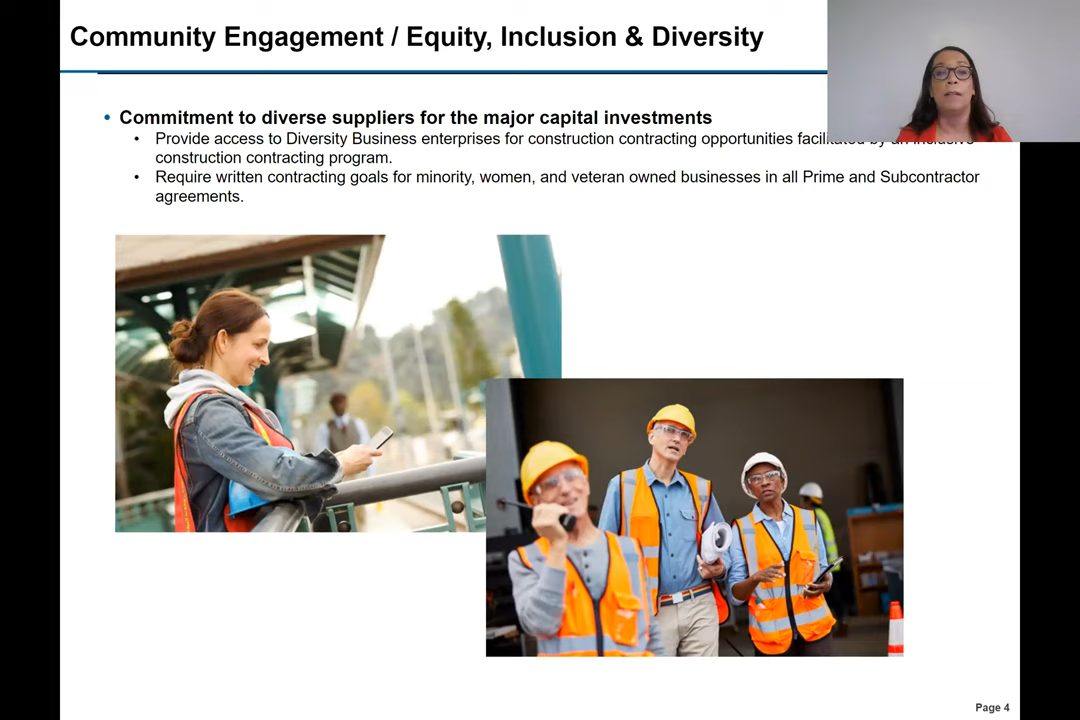 Community Engagement / Equity, Inclusion & Diversity
• Commitment to diverse suppliers for the major capital investments
• Provide access to Diversity Business enterprises for construction contracting opportunities facilitated by an inclusive
construction contracting program.
• Require written contracting goals for minority, women, and veteran owned businesses in all Prime and Subcontractor
agreements.
Page 4